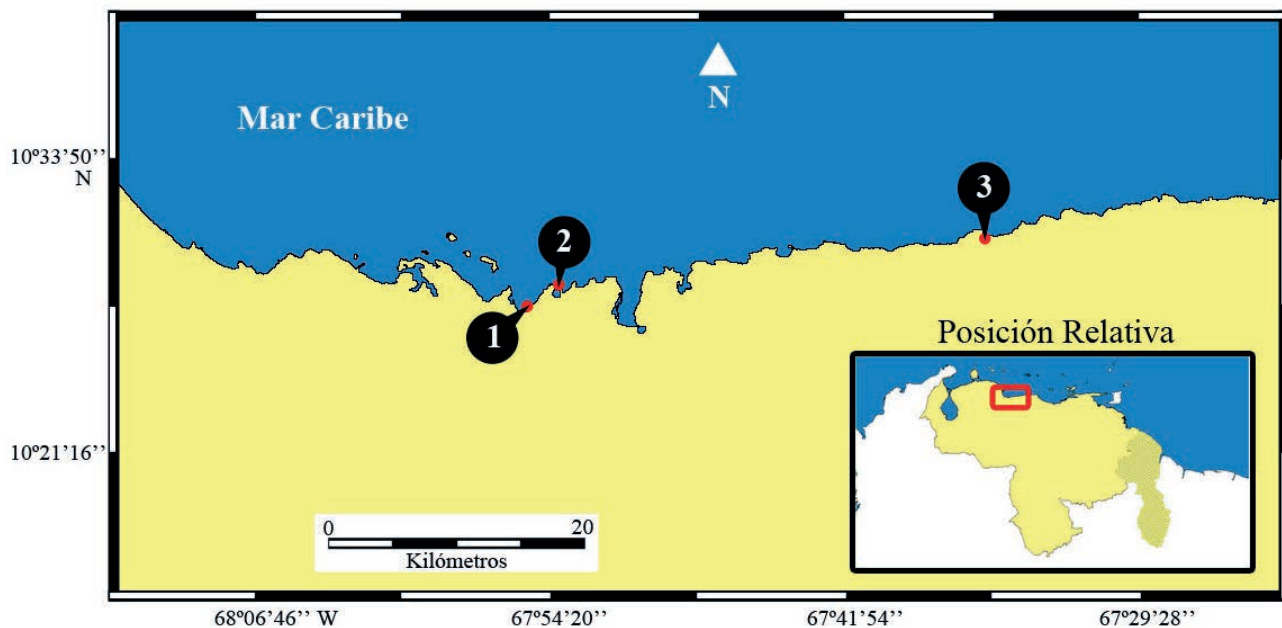 Mar Caribe
N
10º33’50’’
N
3
2
1
Posición Relativa
10º21’16’’
0 20
Kilómetros
68º06’46’’ W 67º54’20’’ 67º41’54’’ 67º29’28’’